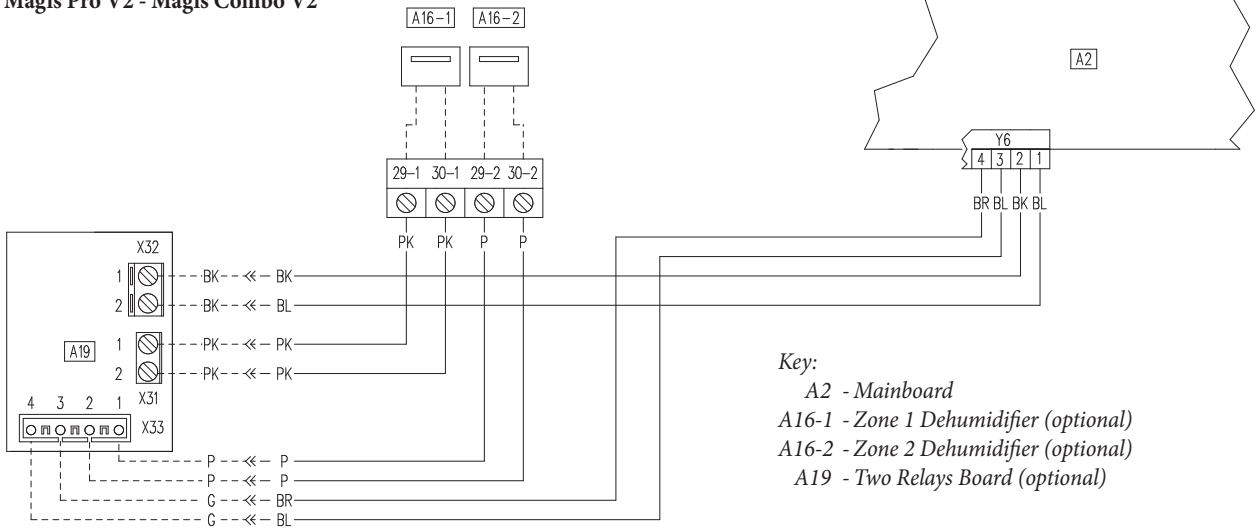 Magis Pro V2 - Magis Combo V2
A16-1 A16-2
A2
Y6
4 3 2 1
29-1 30-1 29-2 30-2
BR BL BK BL
PK PK P P
X32
1 BK BK
2 BK BL
A19
1 PK PK
2 PK PK
X31
4 3 2 1
X33
P P
P P
G BR
G BL
Key:
A2 - Mainboard
A16-1 - Zone 1 Dehumidifier (optional)
A16-2 - Zone 2 Dehumidifier (optional)
A19 - Two Relays Board (optional)